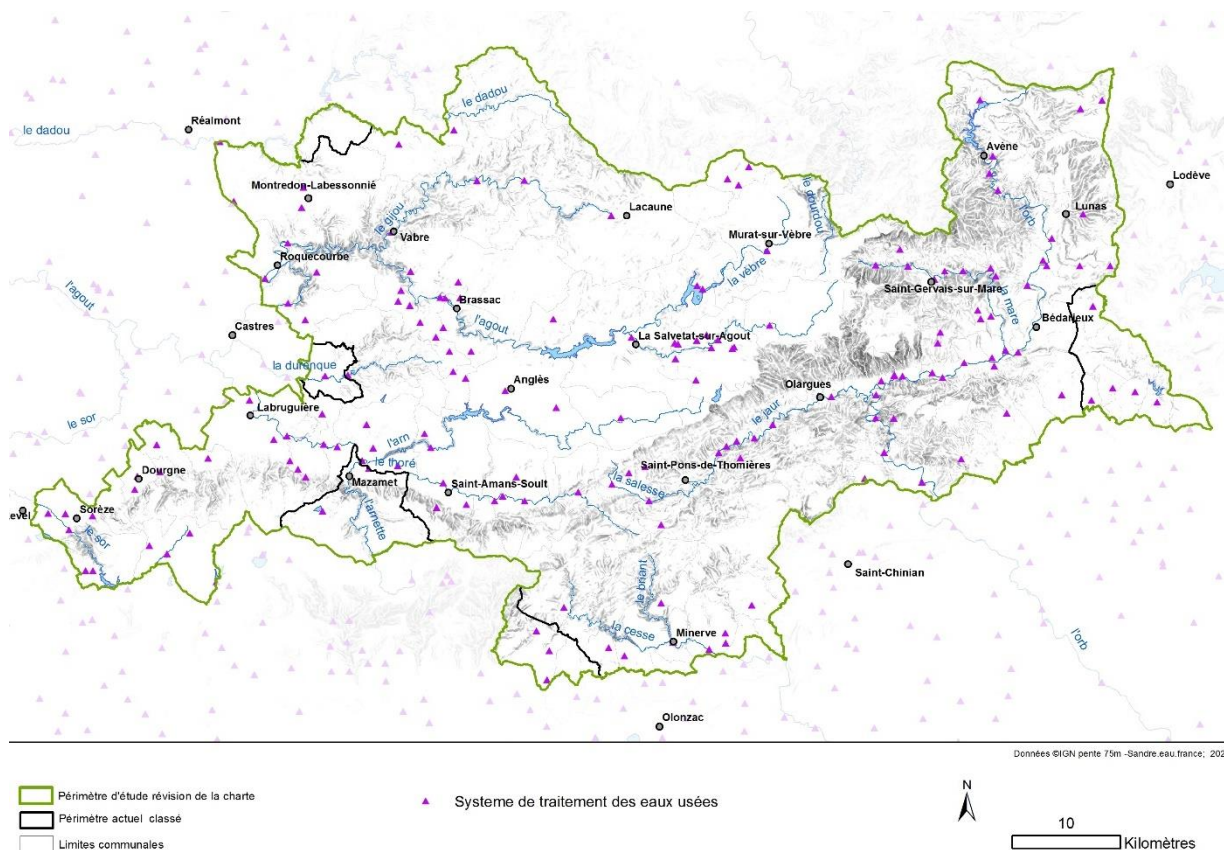 le dadou
le dadou
Réalmont
Avène
Lodève
Montredon-Labessonnié
le gourdou
Lacaune
Lunas
l'orb
le gijou
Vabre
Murat-sur-Vèbre
Roquecourbe
la vèbre
Saint-Gervais-sur-Mare
l'agout
Brassac
mare
l'agout
Bédarieux
Castres
La Salvetat-sur-Agout
la durenque
Anglès
Olargues
Labruguière
le jaur
le sor
l'arn
le thoré
Dourgne
Mazamet
Saint-Amans-Soult
Saint-Pons-de-Thomières
la salesse
evel
Sorèze
le sor
l'arnette
le briant
Saint-Chinian
la cesse
Minerve
l'orb
Olonzac
Données ©IGN pente 75m -Sandre.eau.france; 202
Périmètre d'étude révision de la charte
Périmètre actuel classé
Limites communales
Systeme de traitement des eaux usées
N
10
Kilomètres